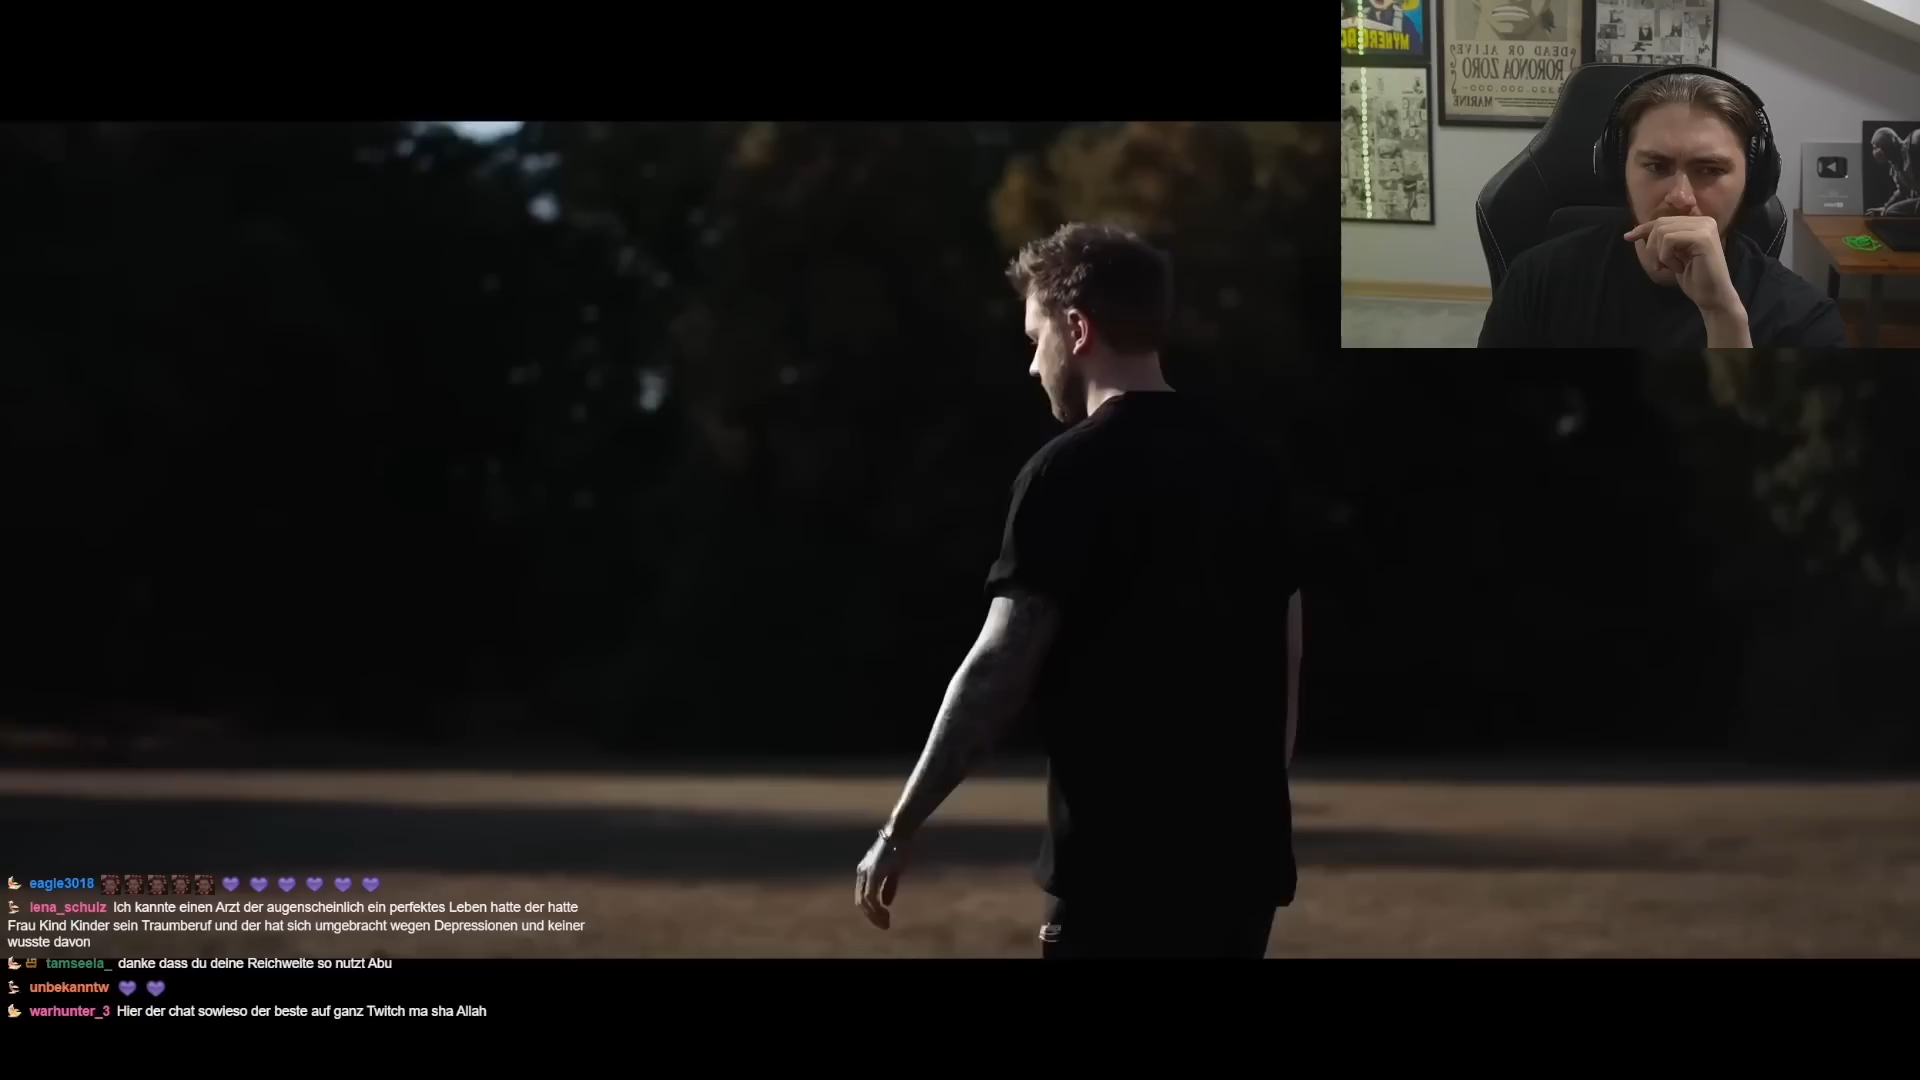 DEAD OR ALIVE
RORONOA ZORO
MARINE
eagle3018
lena_schulz Ich kannte einen Arzt der augenscheinlich ein perfektes Leben hatte der hatte
Frau Kind Kinder sein Traumberuf und der hat sich umgebracht wegen Depressionen und keiner
wusste davon
tamseela_ danke dass du deine Reichweite so nutzt Abu
unbekanntw
warhunter_3 Hier der chat sowieso der beste auf ganz Twitch ma sha Allah